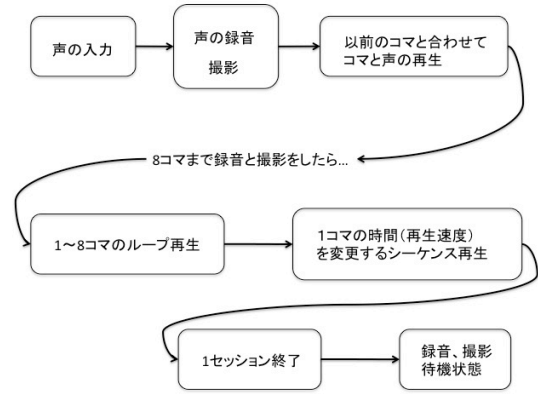 声の入力
声の録音
撮影
以前のコマと合わせて
コマと声の再生
8コマまで録音と撮影をしたら...
1〜8コマのループ再生
1コマの時間（再生速度）
を変更するシーケンス再生
1セッション終了
録音、撮影
待機状態